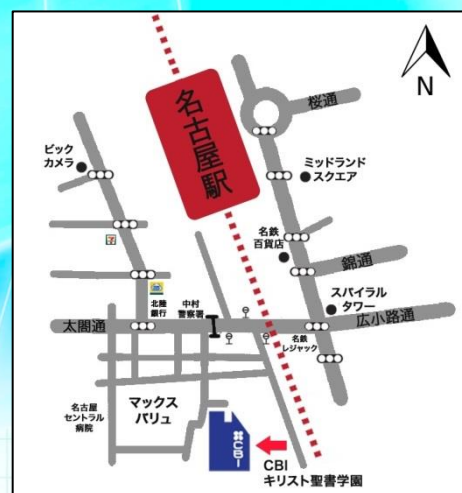 N
桜通
名古屋駅
ビック
カメラ
ミッドランド
スクエア
名鉄
百貨店
錦通
7
北陸
銀行
中村
警察署
スパイラル
タワー
太閤通
広小路通
名鉄
レジャック
名古屋
セントラル
病院
マックス
バリュ
CBI
CBI
キリスト聖書学園